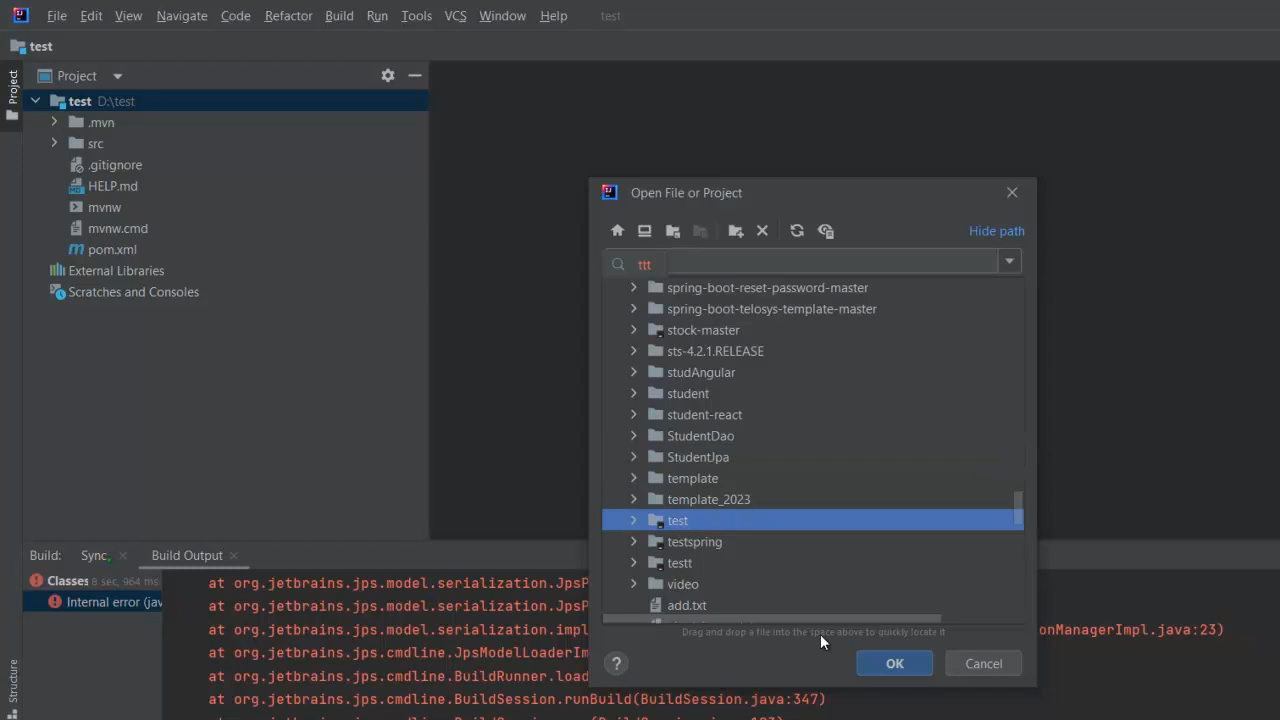 File Edit View Navigate Code Refactor Build Run Tools VCS Window Help test
test
Project
Project
test D:\test
.mvn
src
.gitignore
HELP.md
mvnw
mvnw.cmd
pom.xml
External Libraries
Scratches and Consoles
Open File or Project
Hide path
ttt
spring-boot-reset-password-master
spring-boot-telosys-template-master
stock-master
sts-4.2.1.RELEASE
studAngular
student
student-react
StudentDao
StudentJpa
template
template_2023
test
testspring
testt
video
add.txt
Drag and drop a file into the space above to quickly locate it
? OK Cancel
Build: Sync Build Output
Classes 8 sec, 964 ms
Internal error (jav
at org.jetbrains.jps.model.serialization.JpsP
at org.jetbrains.jps.model.serialization.JpsP
at org.jetbrains.jps.model.serialization.impl onManagerImpl.java:23)
at org.jetbrains.jps.cmdline.JpsModelLoaderIm
at org.jetbrains.jps.cmdline.BuildRunner.load
at org.jetbrains.jps.cmdline.BuildSession.runBuild(BuildSession.java:347)
Structure